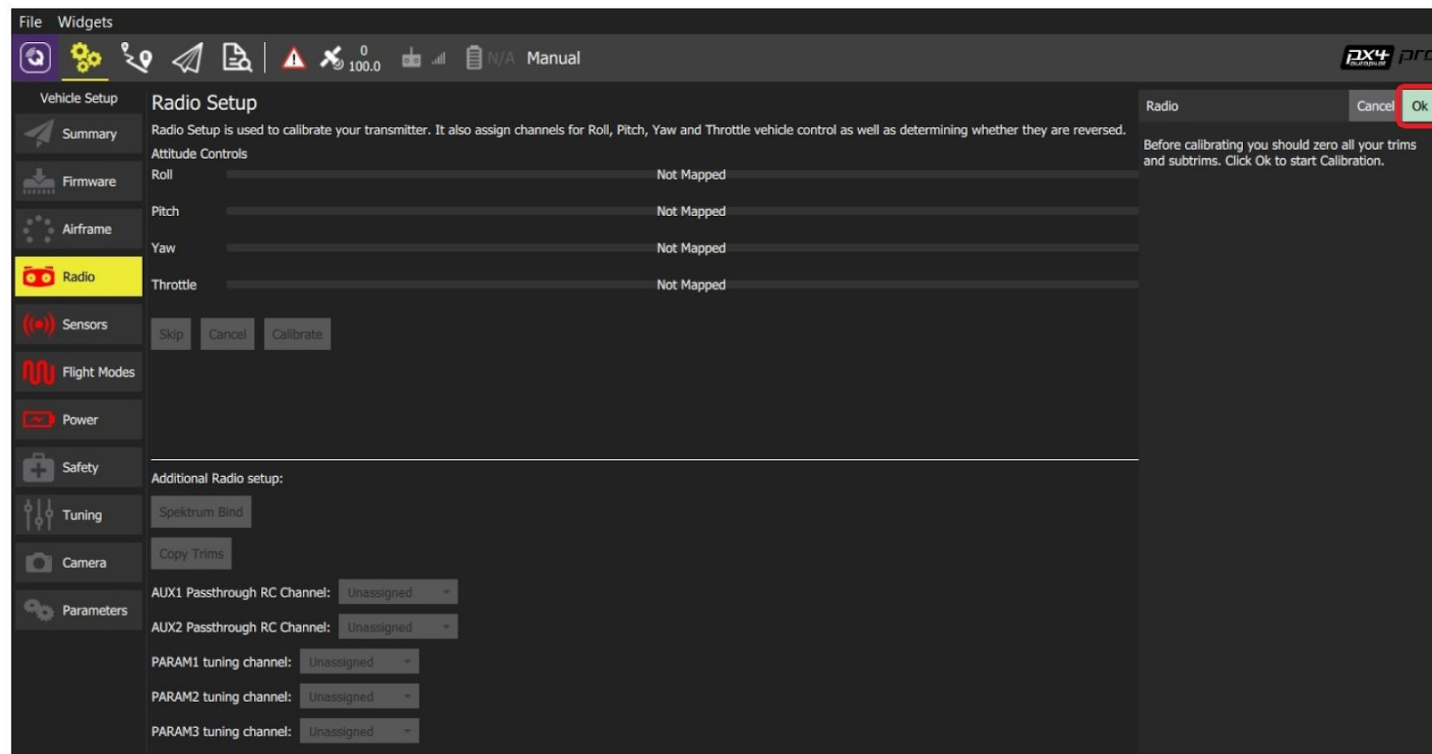 File Widgets
0
100.0
N/A
Manual
px4
autopilot
Vehicle Setup
Summary
Firmware
Airframe
Radio
Sensors
Flight Modes
Power
Safety
Tuning
Camera
Parameters
Radio Setup
Radio Setup is used to calibrate your transmitter. It also assign channels for Roll, Pitch, Yaw and Throttle vehicle control as well as determining whether they are reversed.
Attitude Controls
Roll Not Mapped
Pitch Not Mapped
Yaw Not Mapped
Throttle Not Mapped
Skip Cancel Calibrate
Additional Radio setup:
Spektrum Bind
Copy Trims
AUX1 Passthrough RC Channel: Unassigned
AUX2 Passthrough RC Channel: Unassigned
PARAM1 tuning channel: Unassigned
PARAM2 tuning channel: Unassigned
PARAM3 tuning channel: Unassigned
Radio Cancel Ok
Before calibrating you should zero all your trims
and subtrims. Click Ok to start Calibration.